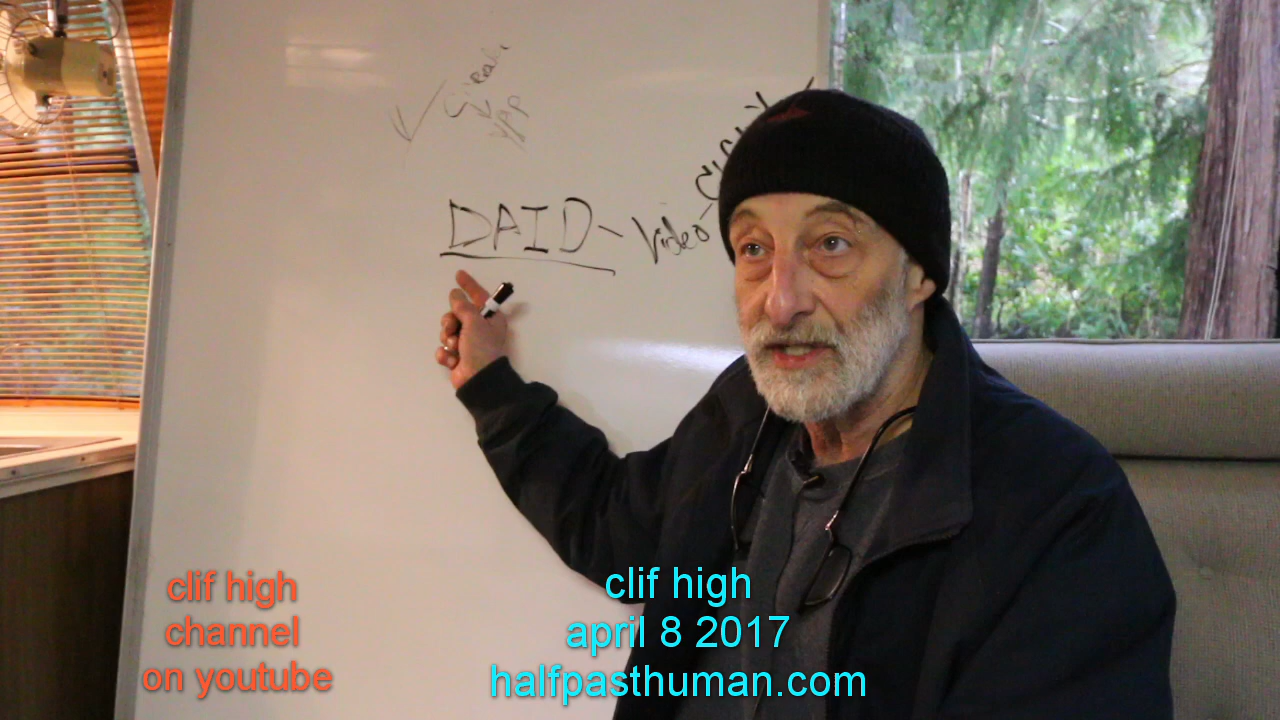 DAID - Video
clif high
channel
on youtube
clif high
april 8 2017
halfpasthuman.com